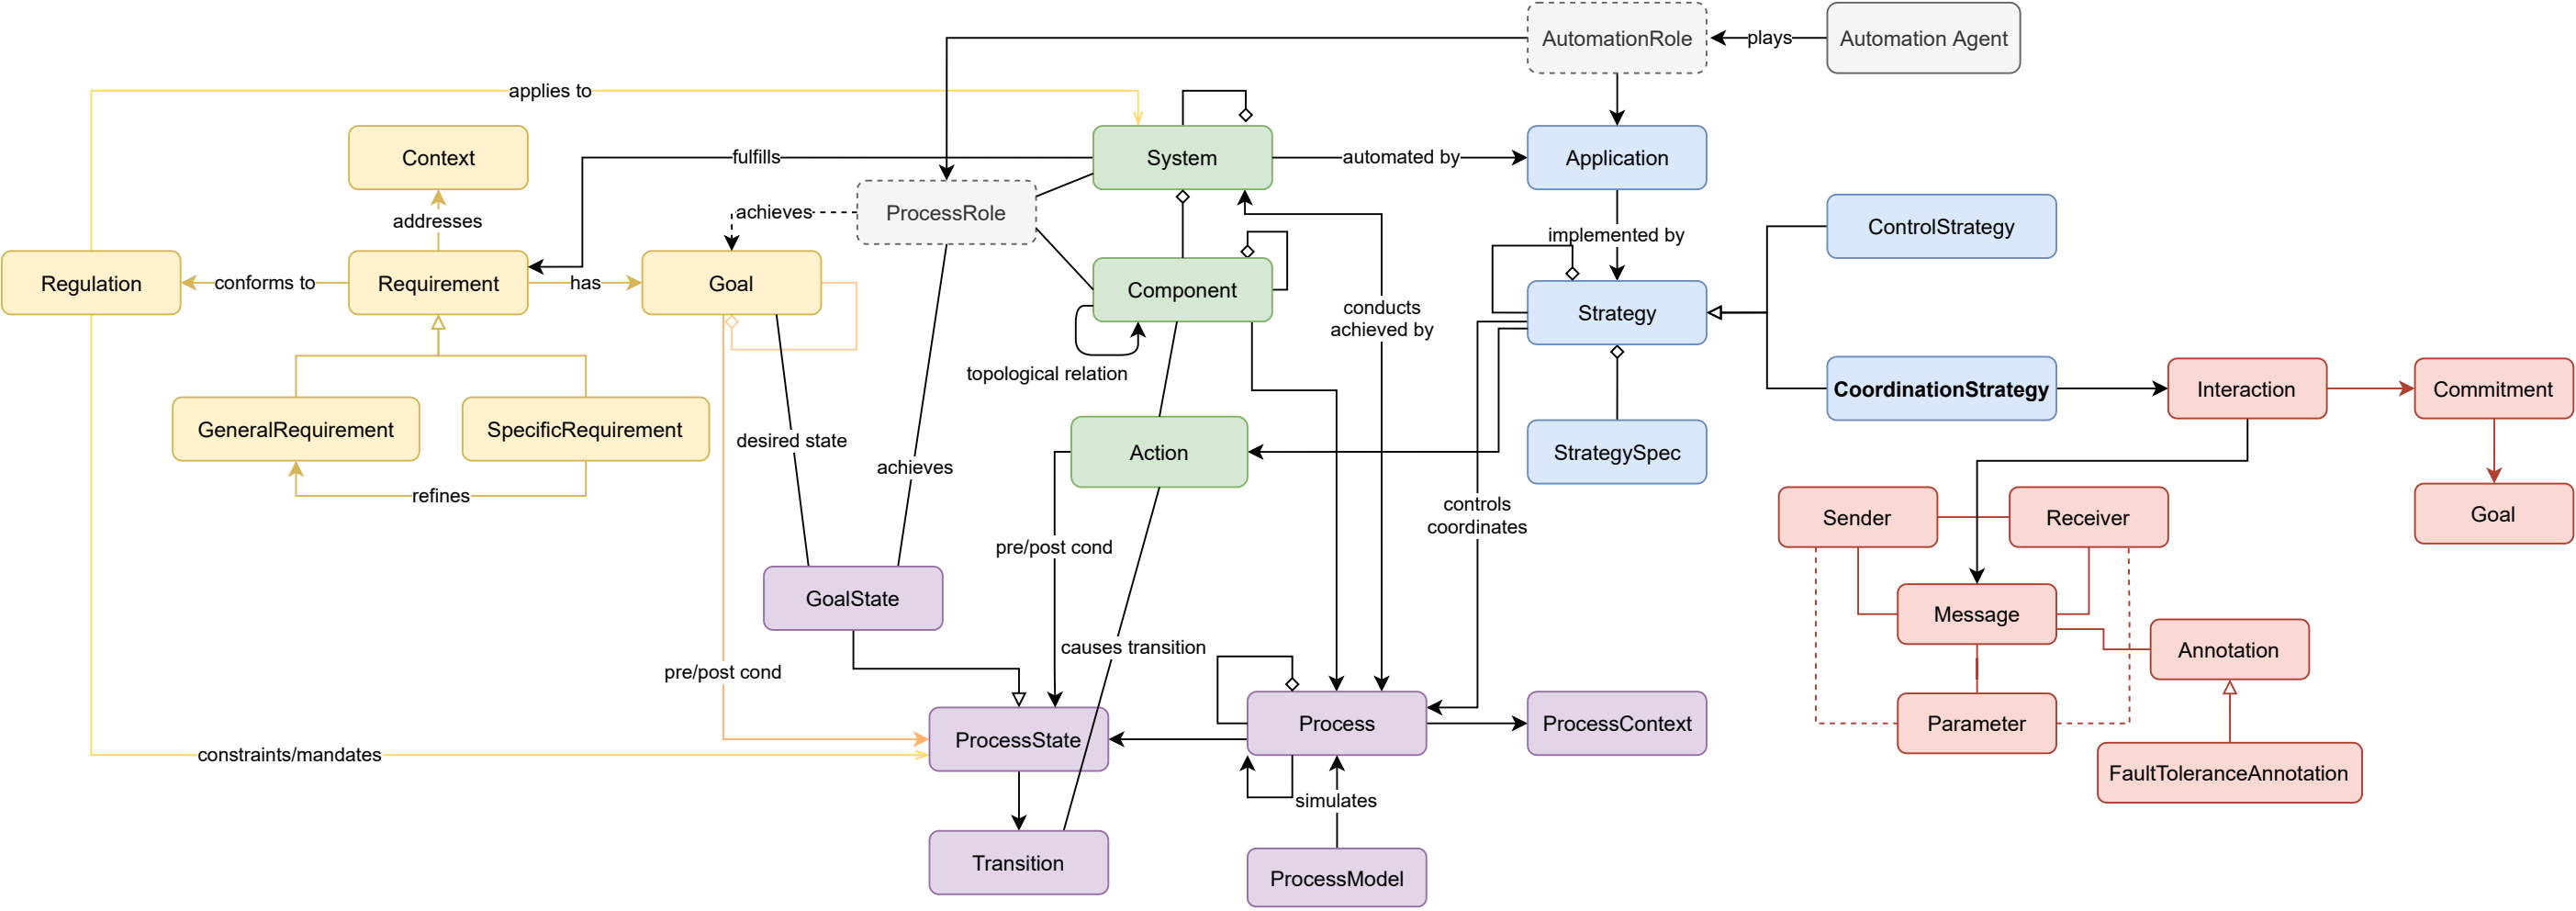 AutomationRole
plays
Automation Agent
applies to
Context
fulfills
System
automated by
Application
addresses
achieves
ProcessRole
ControlStrategy
implemented by
Regulation
conforms to
Requirement
has
Goal
Component
conducts
achieved by
Strategy
topological relation
CoordinationStrategy
Interaction
Commitment
GeneralRequirement
SpecificRequirement
desired state
achieves
Action
StrategySpec
refines
controls
coordinates
Sender
Receiver
Goal
pre/post cond
GoalState
Message
causes transition
Annotation
pre/post cond
ProcessState
Process
ProcessContext
Parameter
constraints/mandates
FaultToleranceAnnotation
simulates
Transition
ProcessModel